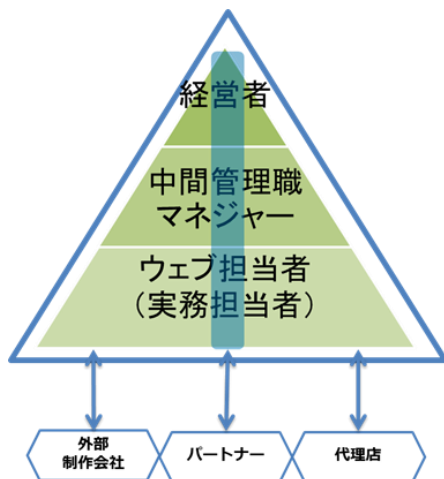 経営者
中間管理職
マネジャー
ウェブ担当者
（実務担当者）
外部
制作会社
パートナー
代理店